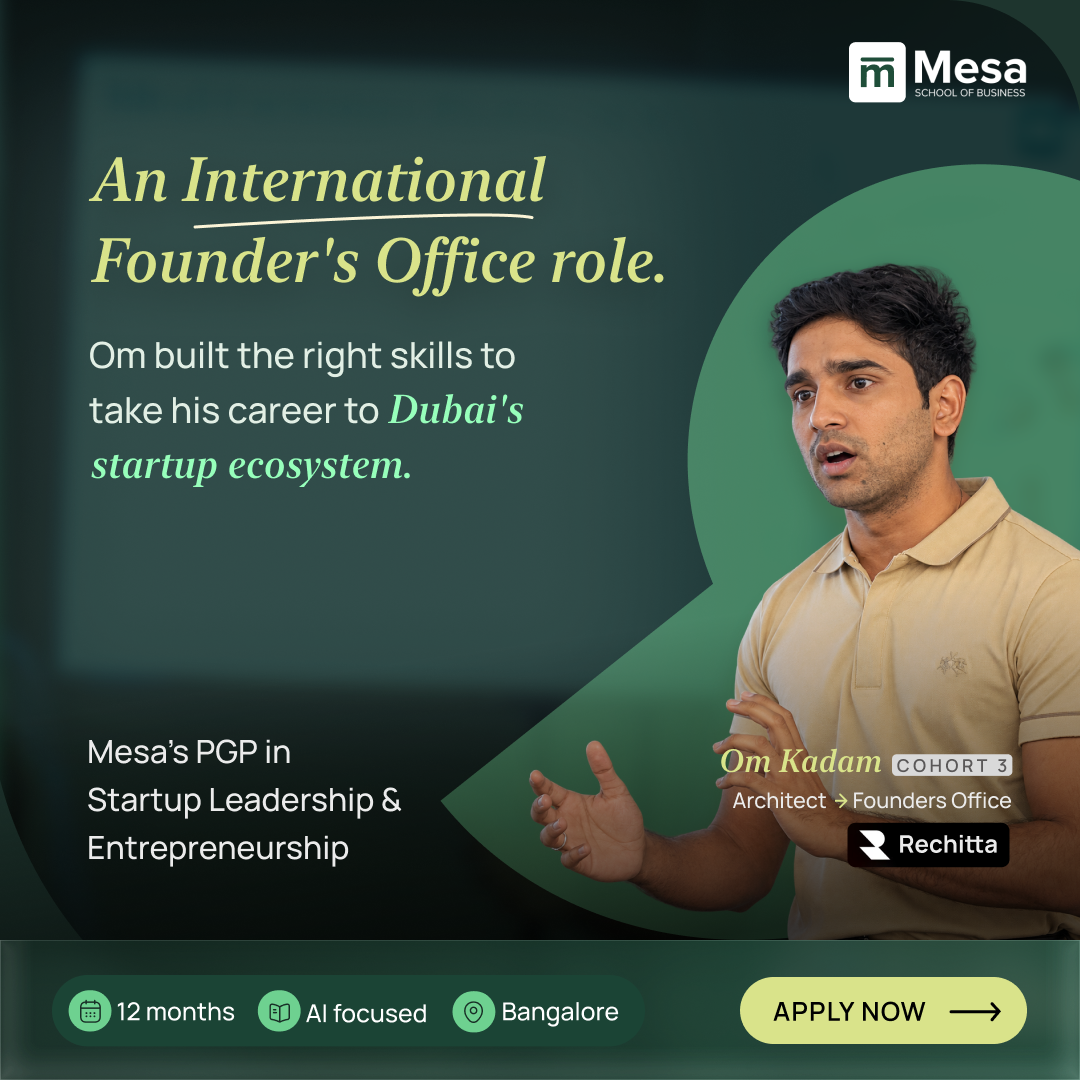 m Mesa
SCHOOL OF BUSINESS
An International
Founder's Office role.
Om built the right skills to
take his career to Dubai's
startup ecosystem.
Mesa's PGP in
Startup Leadership &
Entrepreneurship
Om Kadam COHORT 3
Architect → Founders Office
Rechitta
12 months AI focused Bangalore
APPLY NOW →